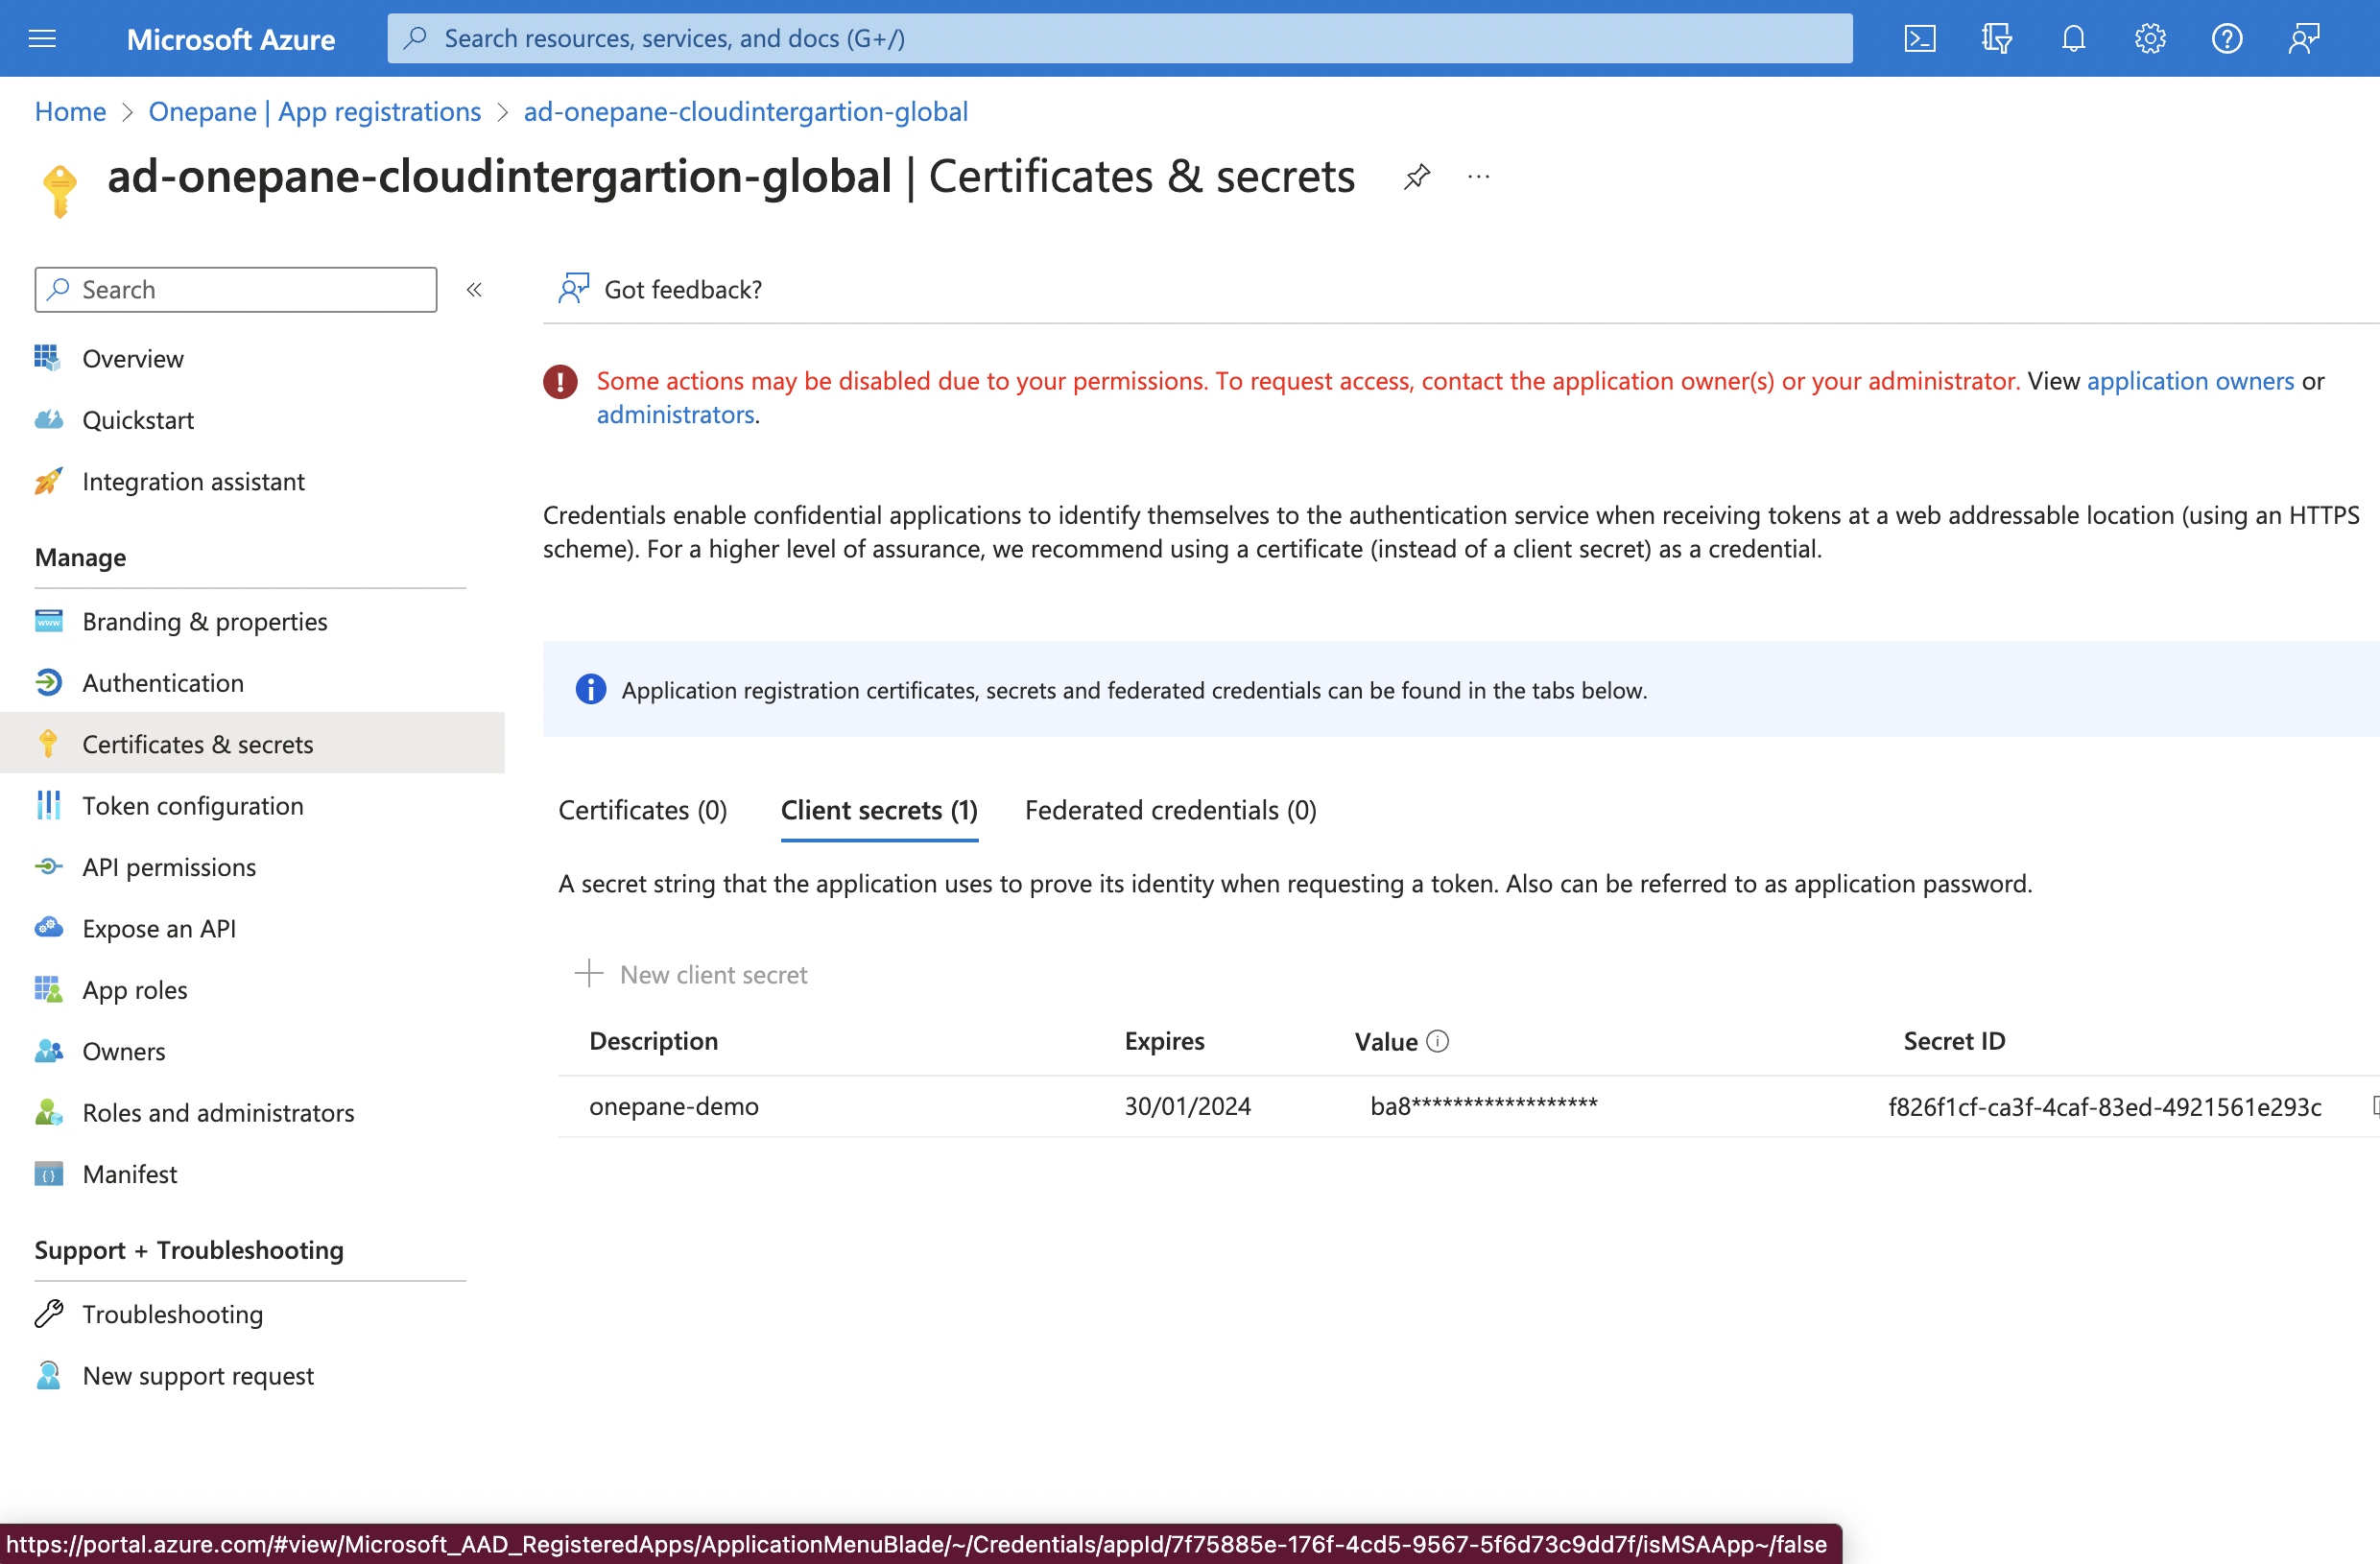 Microsoft Azure
Search resources, services, and docs (G+/)
Home > Onepane | App registrations > ad-onepane-cloudintergartion-global
ad-onepane-cloudintergartion-global | Certificates & secrets
Search
Overview
Quickstart
Integration assistant
Manage
Branding & properties
Authentication
Certificates & secrets
Token configuration
API permissions
Expose an API
App roles
Owners
Roles and administrators
Manifest
Support + Troubleshooting
Troubleshooting
New support request
Got feedback?
Some actions may be disabled due to your permissions. To request access, contact the application owner(s) or your administrator. View application owners or
administrators.
Credentials enable confidential applications to identify themselves to the authentication service when receiving tokens at a web addressable location (using an HTTPS
scheme). For a higher level of assurance, we recommend using a certificate (instead of a client secret) as a credential.
Application registration certificates, secrets and federated credentials can be found in the tabs below.
Certificates (0) Client secrets (1) Federated credentials (0)
A secret string that the application uses to prove its identity when requesting a token. Also can be referred to as application password.
New client secret
Description Expires Value Secret ID
onepane-demo 30/01/2024 ba8****************** f826f1cf-ca3f-4caf-83ed-4921561e293c
https://portal.azure.com/#view/Microsoft_AAD_RegisteredApps/ApplicationMenuBlade/~/Credentials/appId/7f75885e-176f-4cd5-9567-5f6d73c9dd7f/isMSAApp~/false